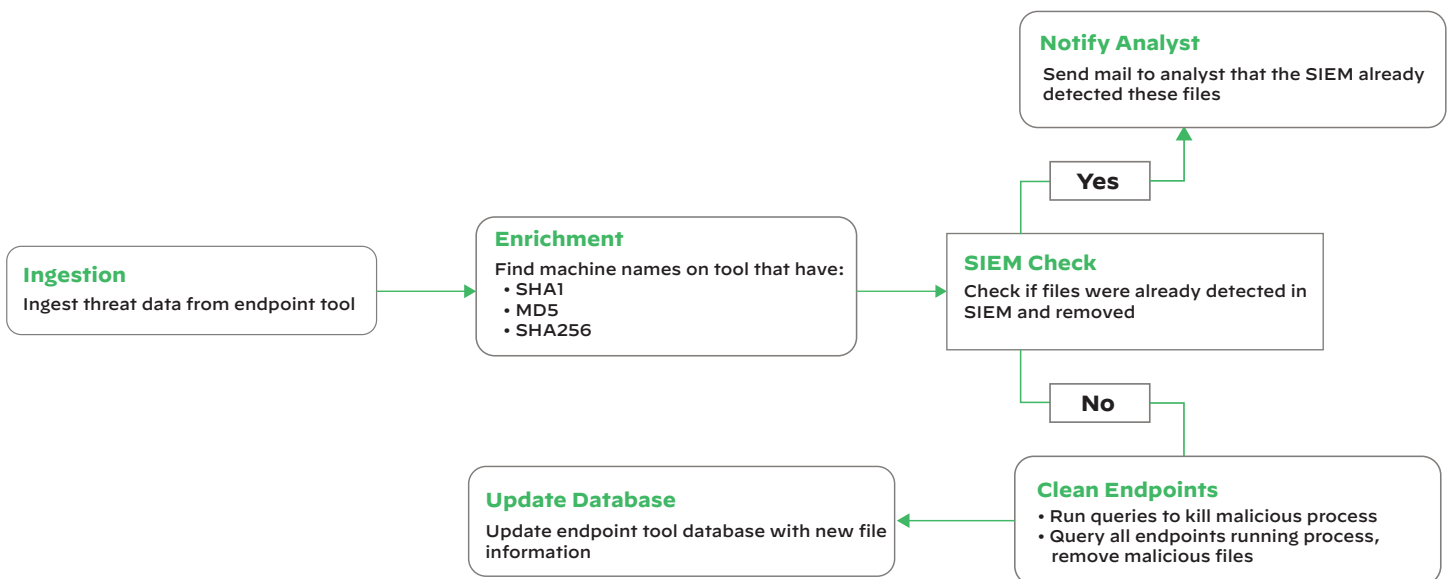 Notify Analyst
Send mail to analyst that the SIEM already
detected these files
Yes
Ingestion
Ingest threat data from endpoint tool
Enrichment
Find machine names on tool that have:
• SHA1
• MD5
• SHA256
SIEM Check
Check if files were already detected in
SIEM and removed
No
Clean Endpoints
• Run queries to kill malicious process
• Query all endpoints running process,
remove malicious files
Update Database
Update endpoint tool database with new file
information